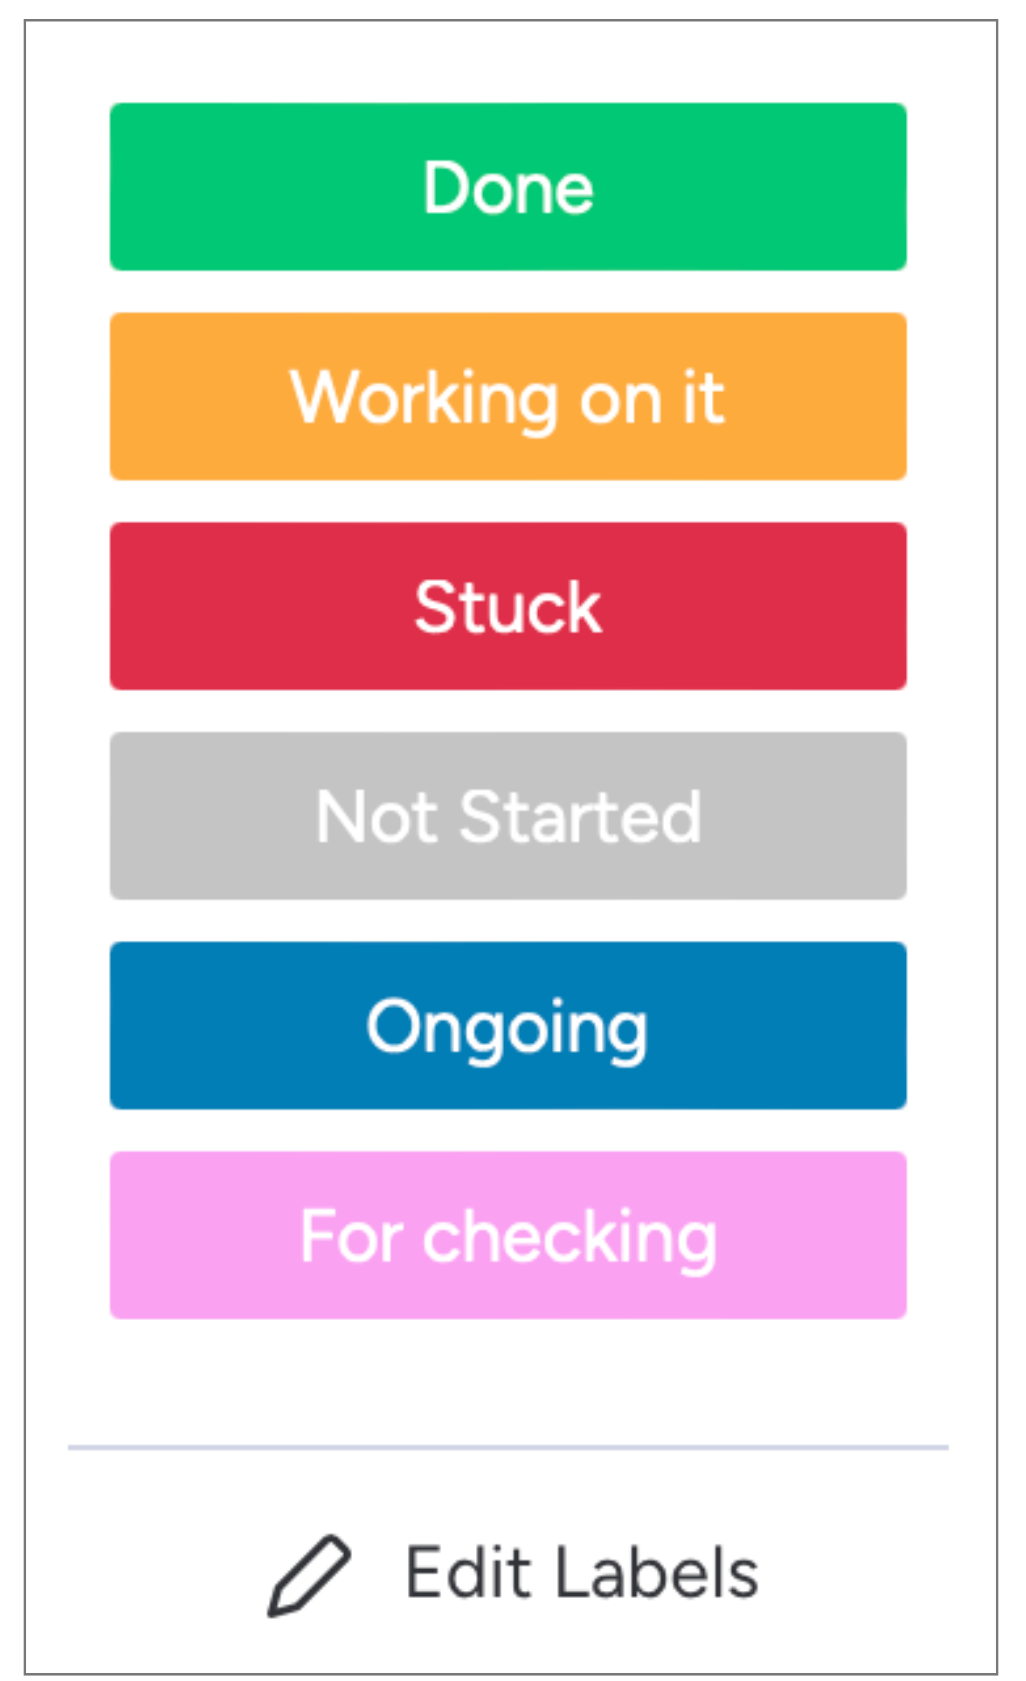 Done
Working on it
Stuck
Not Started
Ongoing
For checking
Edit Labels